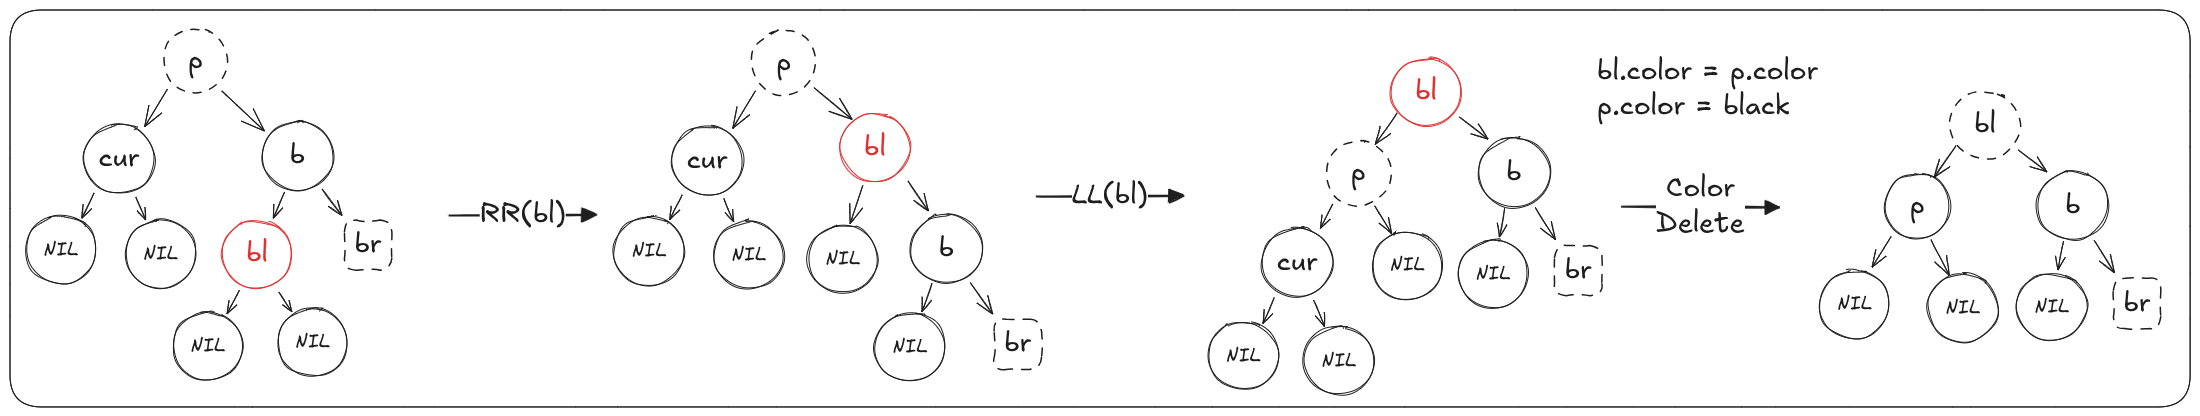 p
cur
b
NIL
NIL
bl
br
NIL
NIL
RR(bl)
p
cur
bl
NIL
NIL
NIL
b
NIL
br
LL(bl)
bl
p
b
cur
NIL
NIL
br
NIL
NIL
bl.color = p.color
p.color = black
Color
Delete
bl
p
b
NIL
NIL
NIL
br